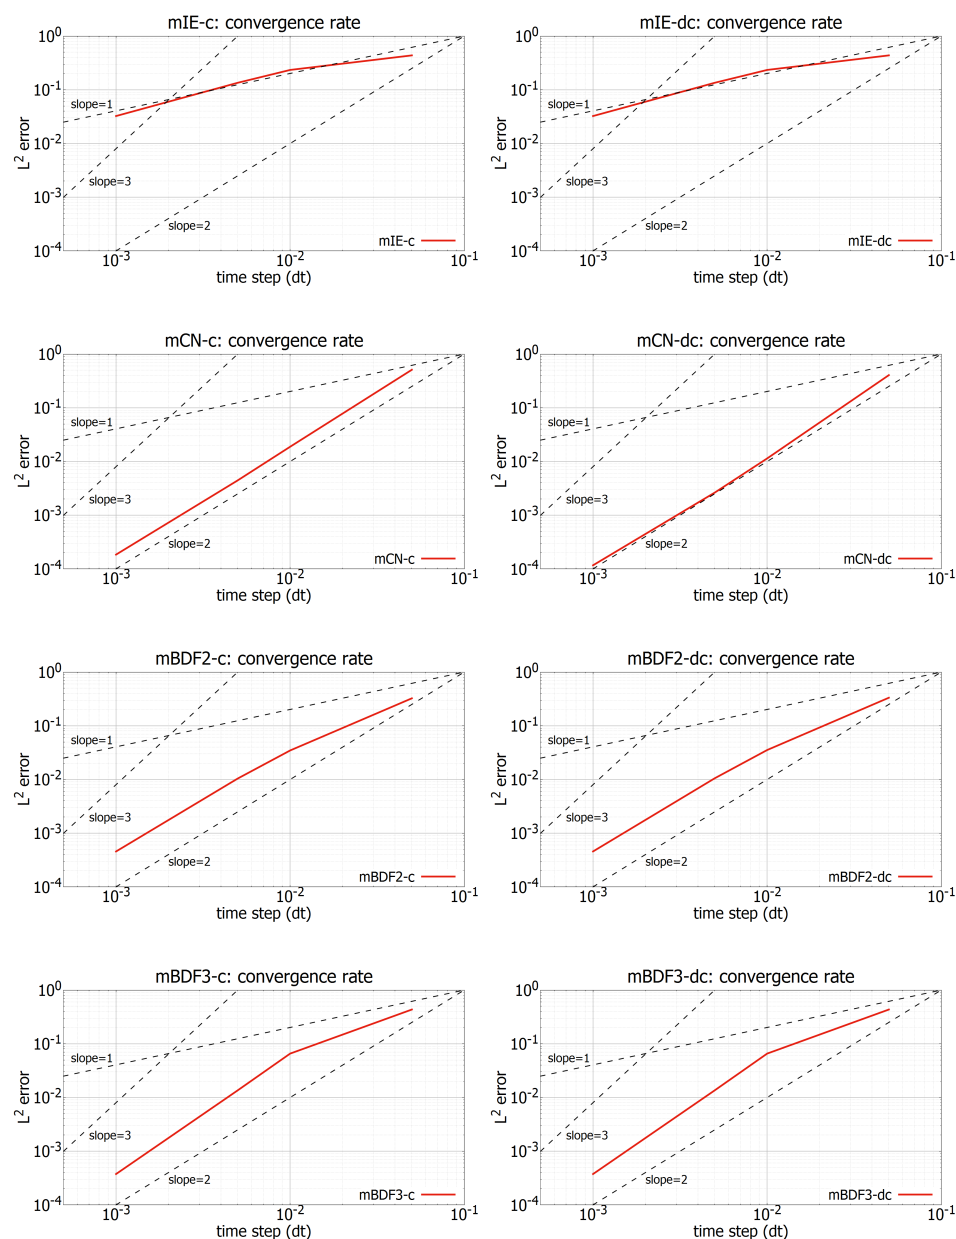 mIE-c: convergence rate
10^0
10^-1
10^-2
10^-3
10^-4
L^2 error
slope=1
slope=3
slope=2
mIE-c
10^-3 10^-2 10^-1
time step (dt)
mIE-dc: convergence rate
10^0
10^-1
10^-2
10^-3
10^-4
L^2 error
slope=1
slope=3
slope=2
mIE-dc
10^-3 10^-2 10^-1
time step (dt)
mCN-c: convergence rate
10^0
10^-1
10^-2
10^-3
10^-4
L^2 error
slope=1
slope=3
slope=2
mCN-c
10^-3 10^-2 10^-1
time step (dt)
mCN-dc: convergence rate
10^0
10^-1
10^-2
10^-3
10^-4
L^2 error
slope=1
slope=3
slope=2
mCN-dc
10^-3 10^-2 10^-1
time step (dt)
mBDF2-c: convergence rate
10^0
10^-1
10^-2
10^-3
10^-4
L^2 error
slope=1
slope=3
slope=2
mBDF2-c
10^-3 10^-2 10^-1
time step (dt)
mBDF2-dc: convergence rate
10^0
10^-1
10^-2
10^-3
10^-4
L^2 error
slope=1
slope=3
slope=2
mBDF2-dc
10^-3 10^-2 10^-1
time step (dt)
mBDF3-c: convergence rate
10^0
10^-1
10^-2
10^-3
10^-4
L^2 error
slope=1
slope=3
slope=2
mBDF3-c
10^-3 10^-2 10^-1
time step (dt)
mBDF3-dc: convergence rate
10^0
10^-1
10^-2
10^-3
10^-4
L^2 error
slope=1
slope=3
slope=2
mBDF3-dc
10^-3 10^-2 10^-1
time step (dt)